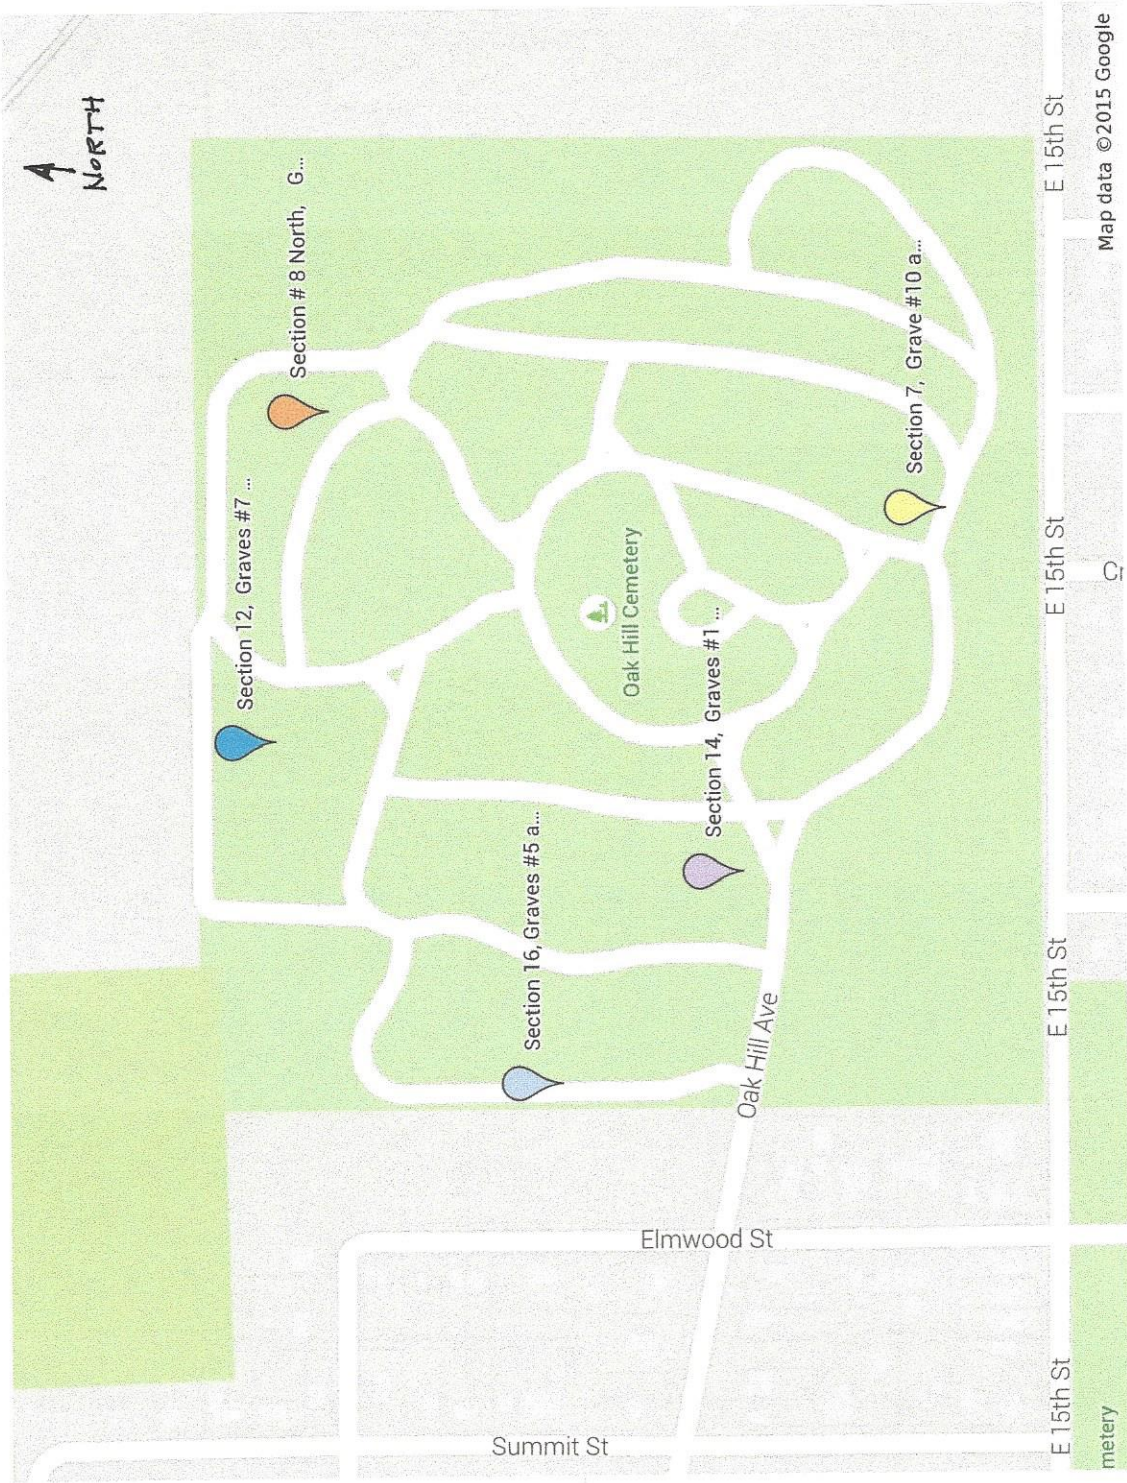 NORTH
Section # 8 North, G...
Section 12, Graves #7 ...
Section 16, Graves #5 a...
Oak Hill Cemetery
Section 14, Graves #1 ...
Section 7, Grave #10 a...
Oak Hill Ave
Elmwood St
Summit St
E 15th St
E 15th St
E 15th St
E 15th St
metery
Map data ©2015 Google